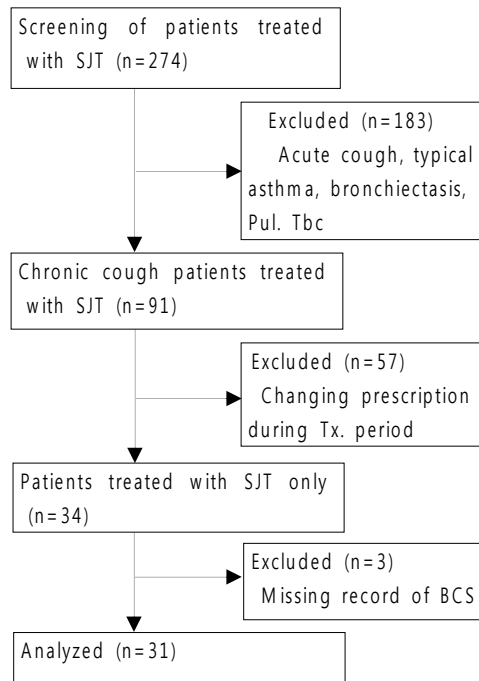 Screening of patients treated
with SJT (n=274)
Excluded (n=183)
Acute cough, typical
asthma, bronchiectasis,
Pul. Tbc
Chronic cough patients treated
with SJT (n=91)
Excluded (n=57)
Changing prescription
during Tx. period
Patients treated with SJT only
(n=34)
Excluded (n=3)
Missing record of BCS
Analyzed (n=31)